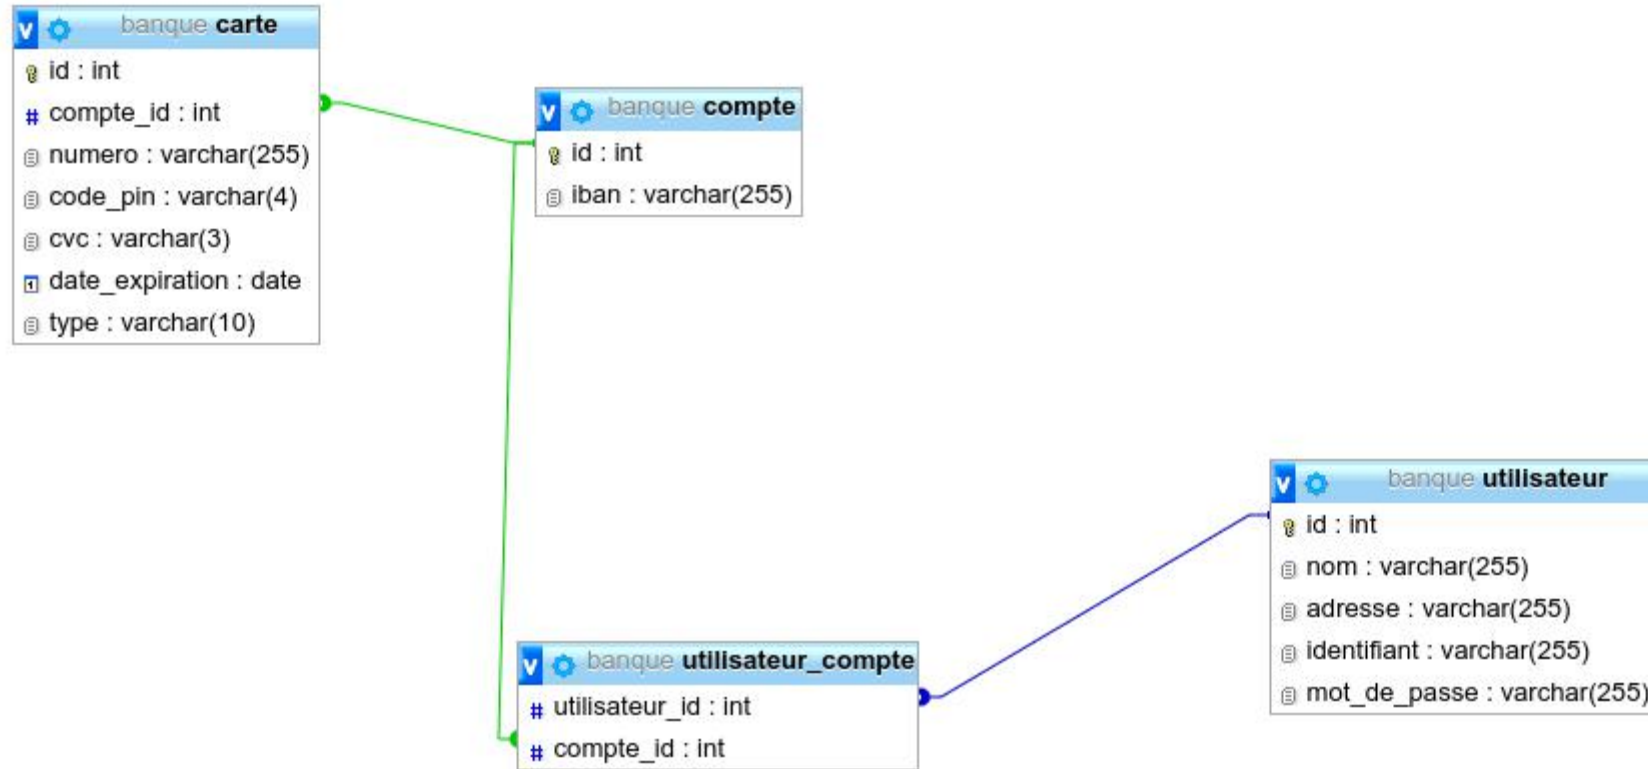 v banque carte
id : int
# compte_id : int
numero : varchar(255)
code_pin : varchar(4)
cvc : varchar(3)
1 date_expiration : date
type : varchar(10)
v banque compte
id : int
iban : varchar(255)
v banque utilisateur_compte
# utilisateur_id : int
# compte_id : int
v banque utilisateur
id : int
nom : varchar(255)
adresse : varchar(255)
identifiant : varchar(255)
mot_de_passe : varchar(255)